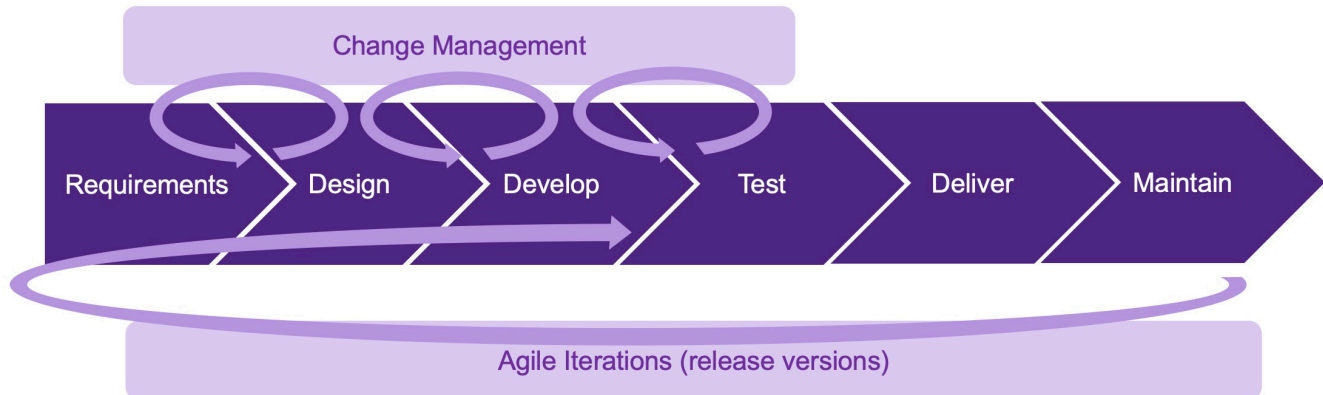 Change Management
Requirements
Design
Develop
Test
Deliver
Maintain
Agile Iterations (release versions)